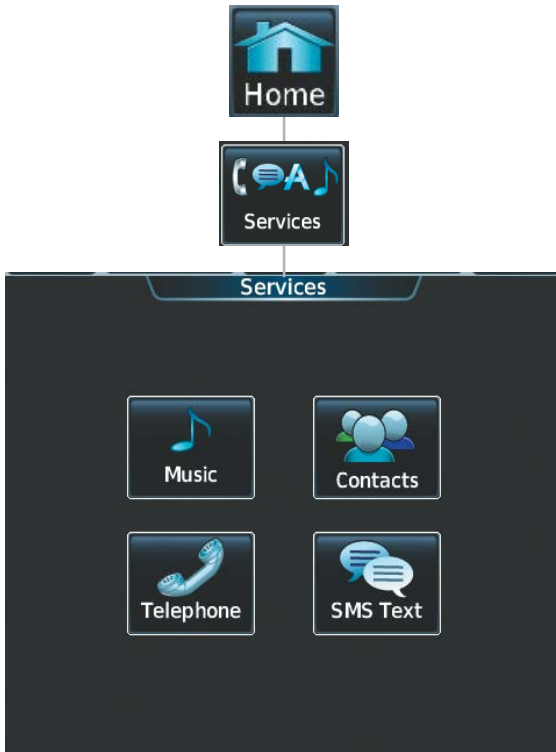 Home
Services
Services
Music
Contacts
Telephone
SMS Text